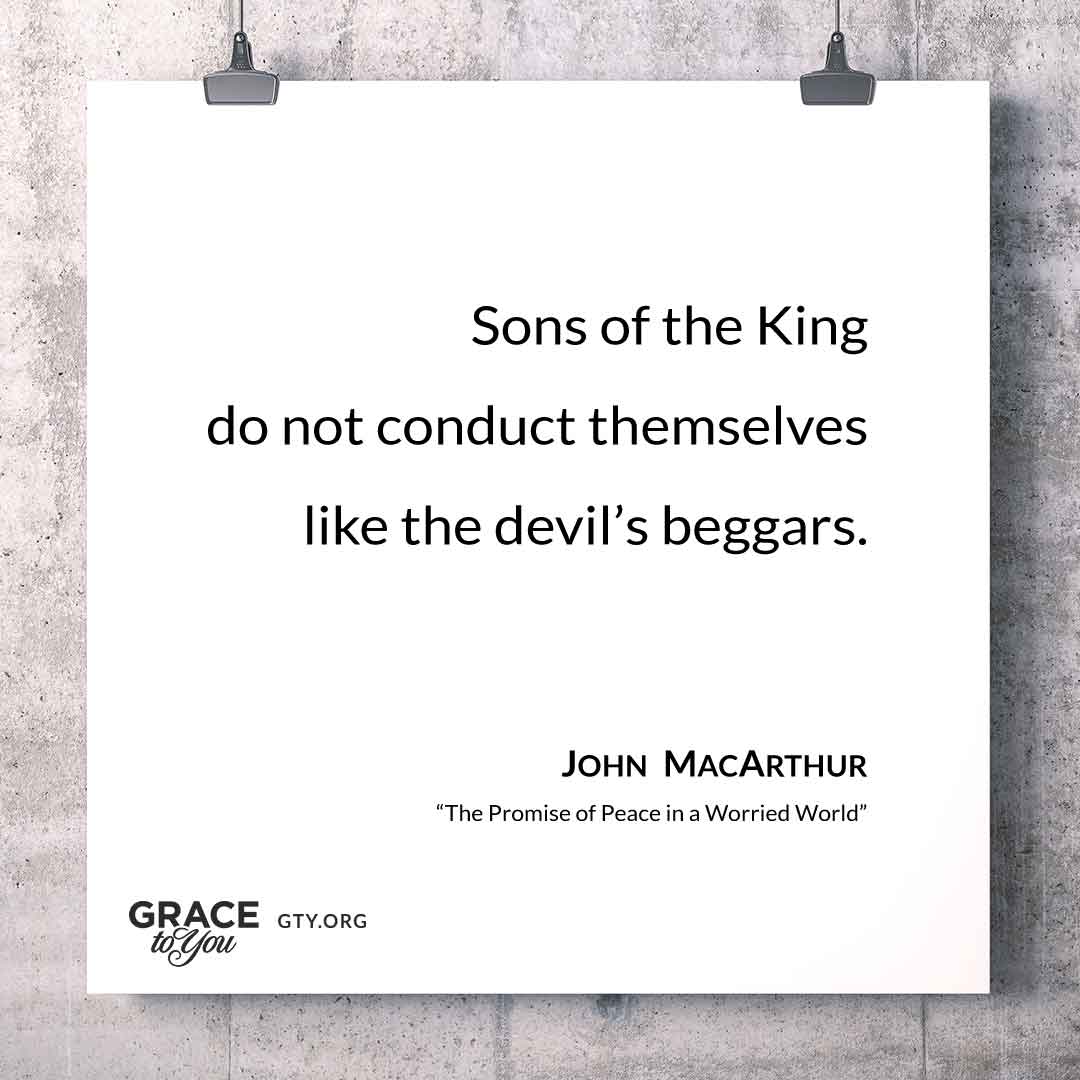 Sons of the King
do not conduct themselves
like the devil’s beggars.
John MacArthur
“The Promise of Peace in a Worried World”
GRACE
to You
GTY.ORG